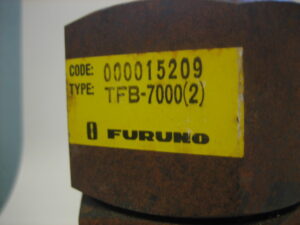 CODE: 000015209
TYPE: TFB-7000(2)
FURUNO